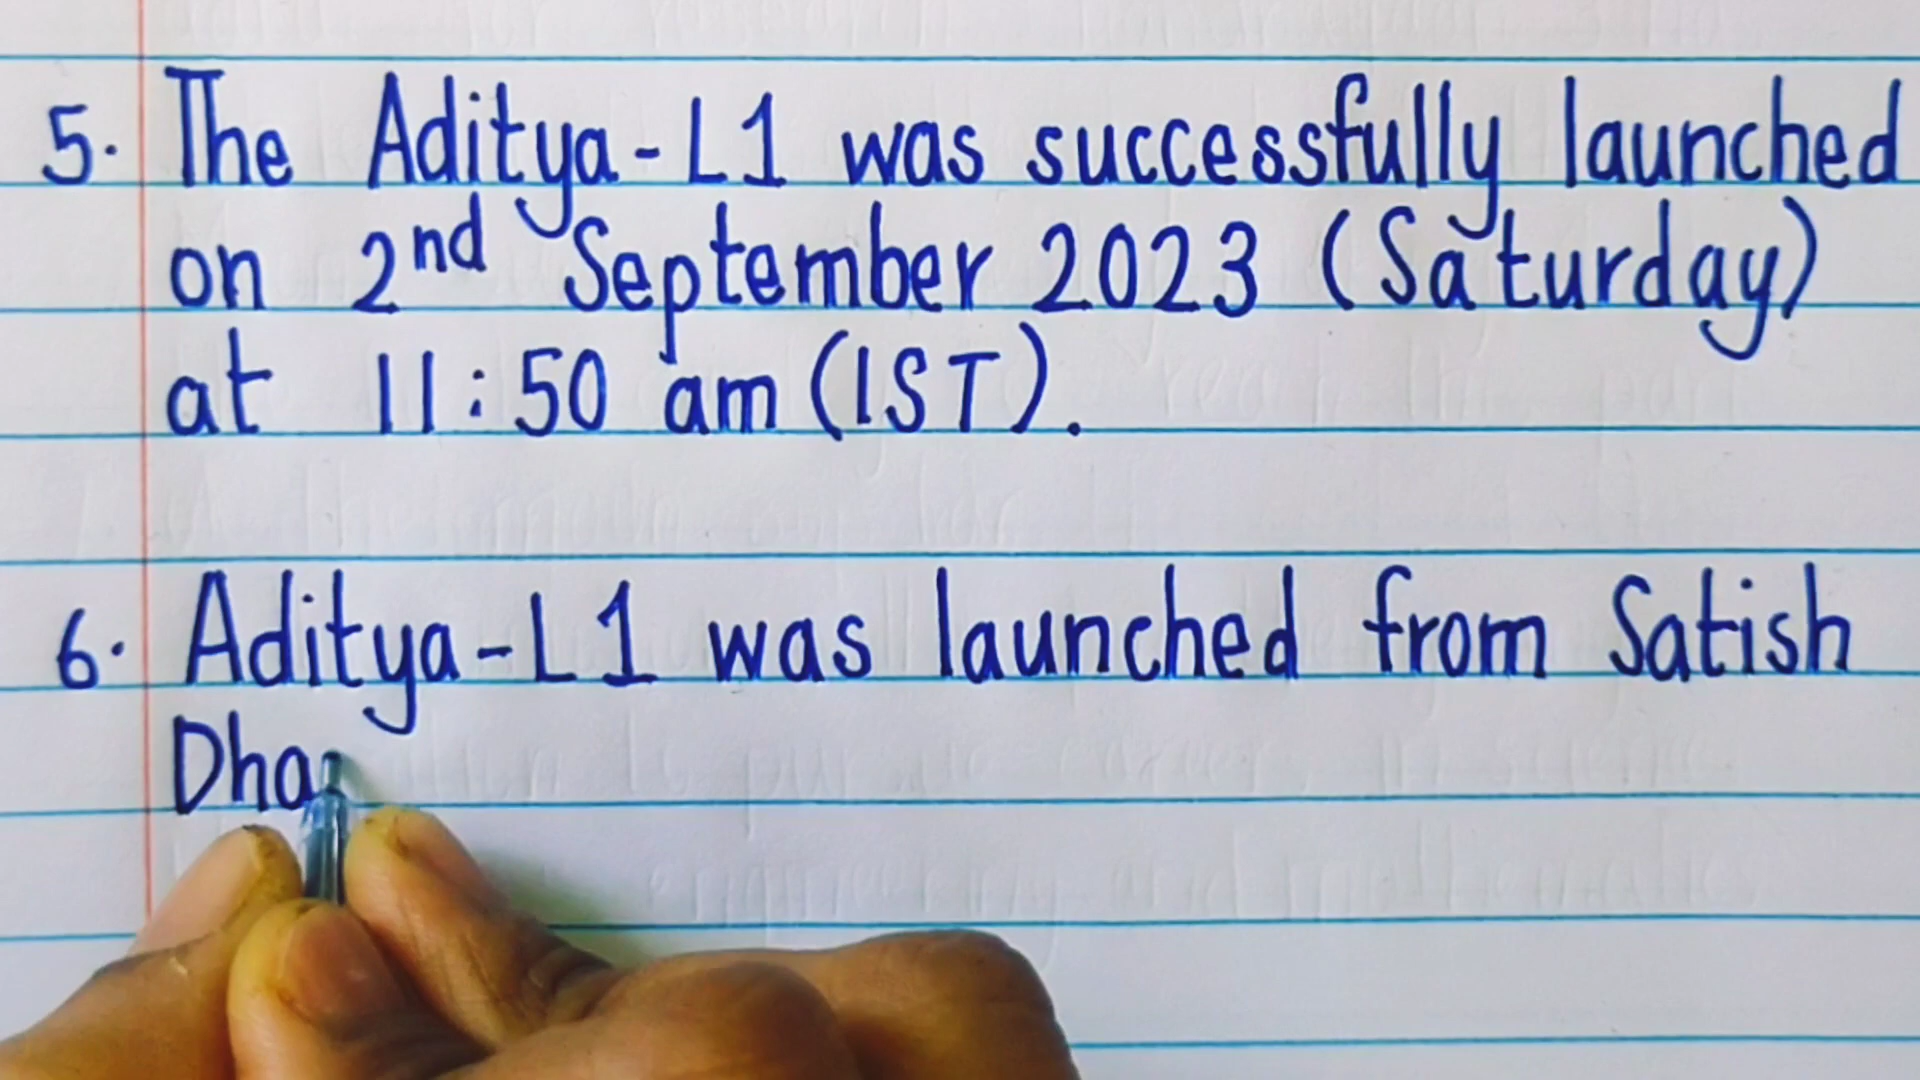 5. The Aditya-L1 was successfully launched
on 2nd September 2023 (Saturday)
at 11:50 am (IST).
6. Aditya-L1 was launched from Satish
Dha